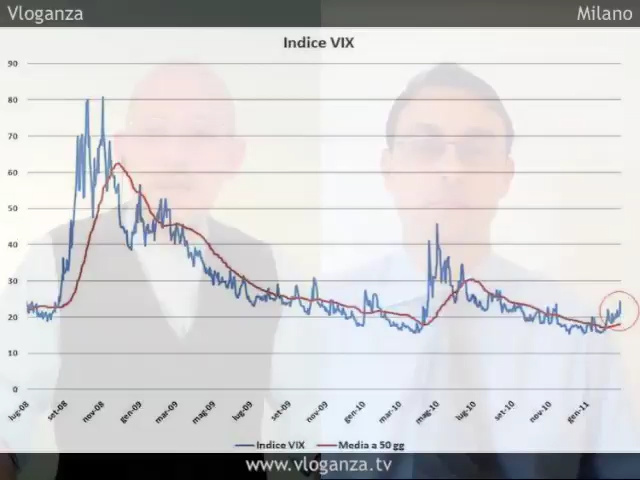 Vloganza
Milano
Indice VIX
90
80
70
60
50
40
30
20
10
0
lug-08
set-08
nov-08
gen-09
mar-09
mag-09
lug-09
set-09
nov-09
gen-10
mar-10
mag-10
lug-10
set-10
nov-10
gen-11
Indice VIX
Media a 50 gg
www.vloganza.tv